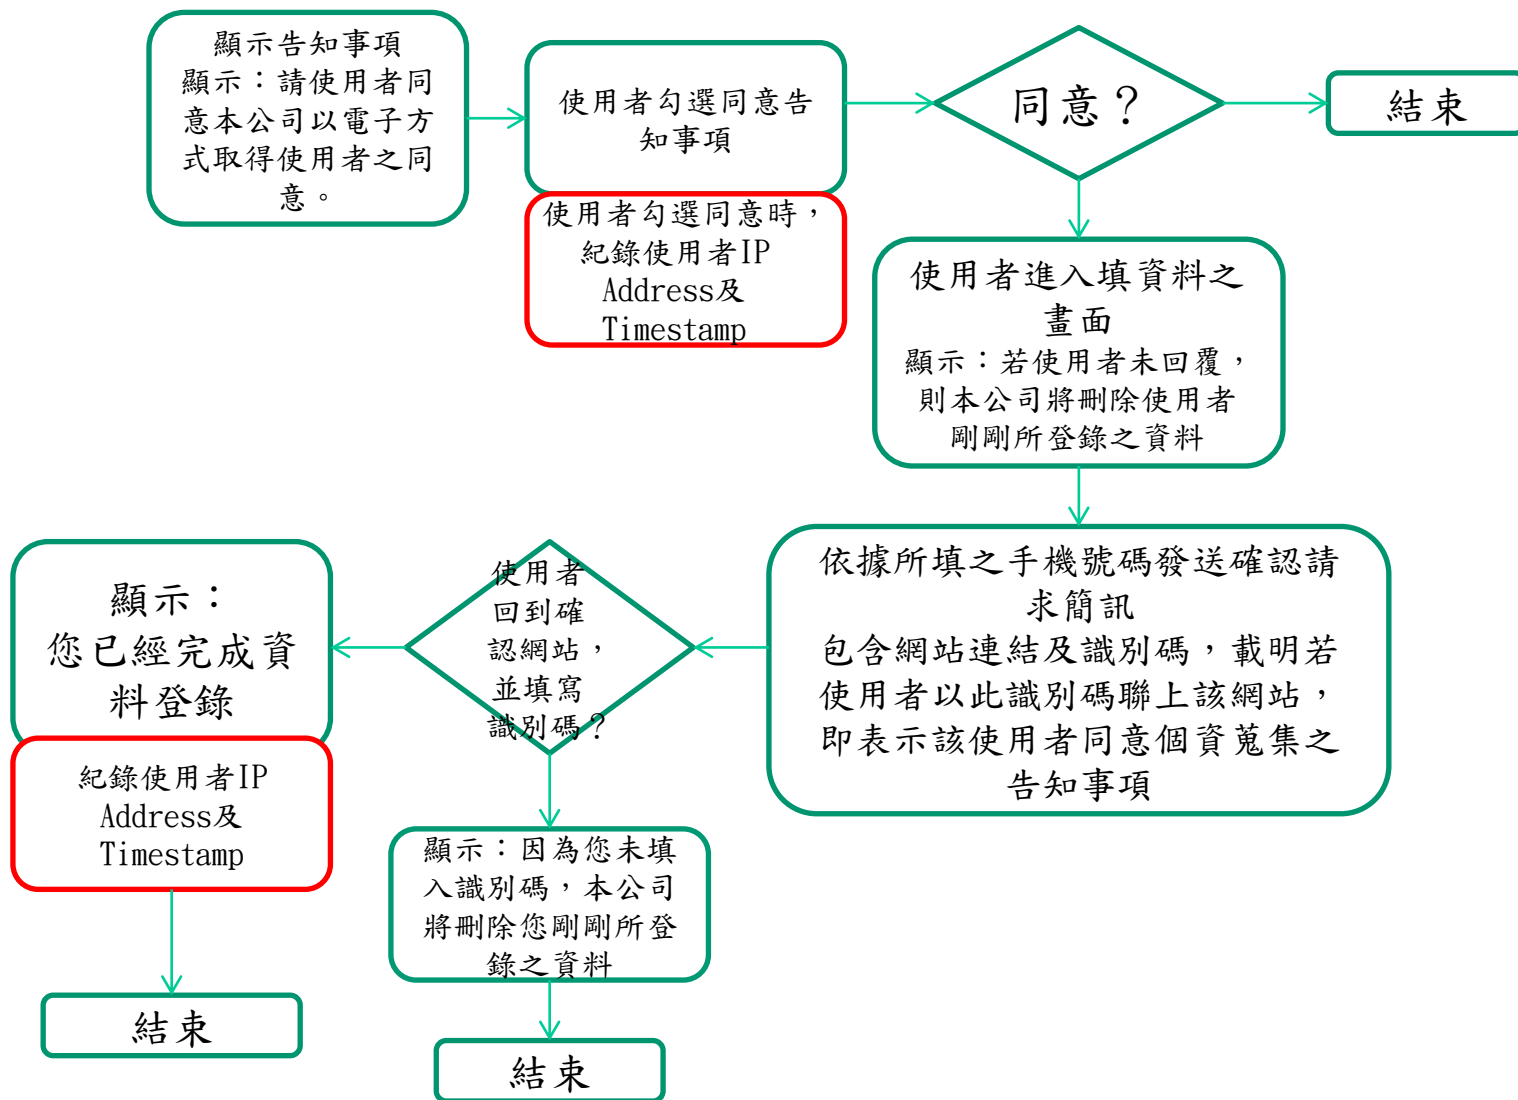 顯示告知事項
顯示：請使用者同
意本公司以電子方
式取得使用者之同
意。
使用者勾選同意告
知事項
使用者勾選同意時，
紀錄使用者IP
Address及
Timestamp
同意？
結束
使用者進入填資料之
畫面
顯示：若使用者未回覆，
則本公司將刪除使用者
剛剛所登錄之資料
依據所填之手機號碼發送確認請
求簡訊
包含網站連結及識別碼，載明若
使用者以此識別碼聯上該網站，
即表示該使用者同意個資蒐集之
告知事項
使用者
回到確
認網站，
並填寫
識別碼？
顯示：
您已經完成資
料登錄
紀錄使用者IP
Address及
Timestamp
結束
顯示：因為您未填
入識別碼，本公司
將刪除您剛剛所登
錄之資料
結束